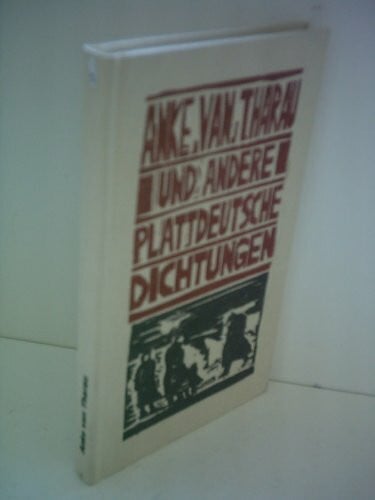 ANKE VAN THARAU
UND ANDERE
PLATTDEUTSCHE
DICHTUNGEN
Anke van Tharau